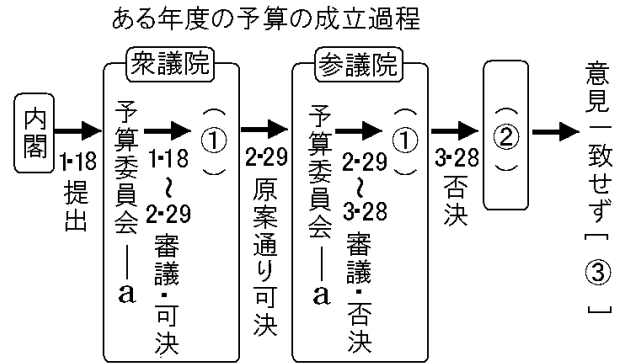 ある年度の予算の成立過程
内閣
1・18
提出
衆議院
予算委員会―a
1・18
～
2・29
審議・可決
（①）
2・29
原案通り可決
参議院
予算委員会―a
2・29
～
3・28
審議・否決
（①）
3・28
否決
（②）
意見一致せず［③］